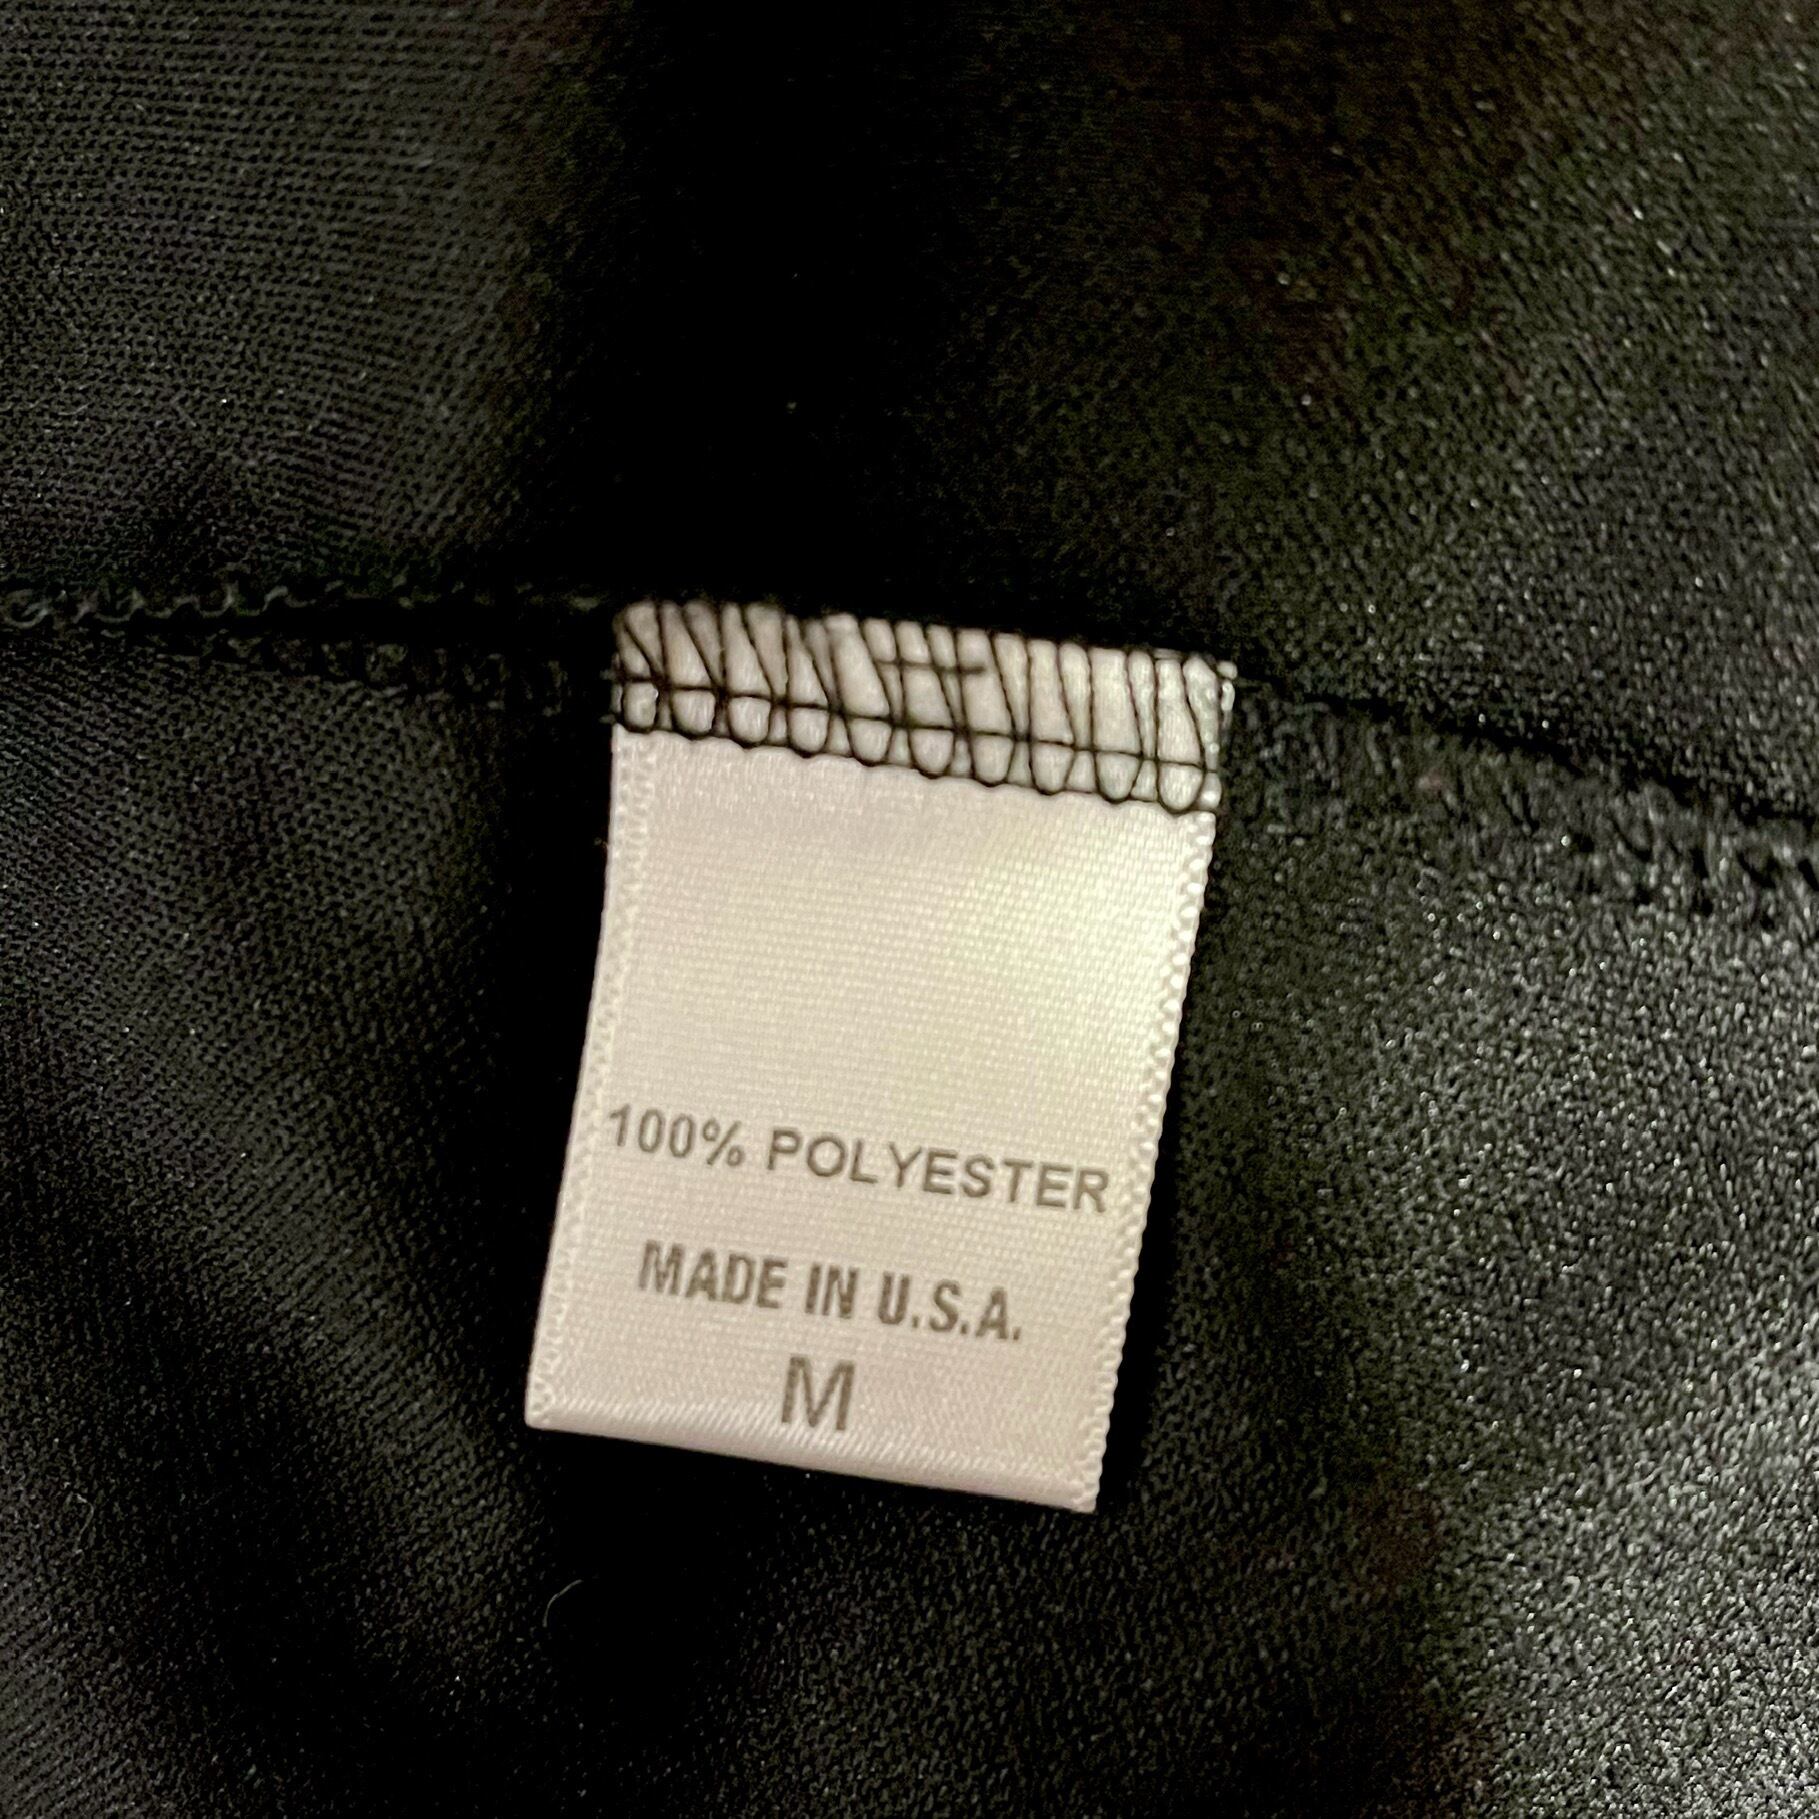 100% POLYESTER
MADE IN U.S.A.
M